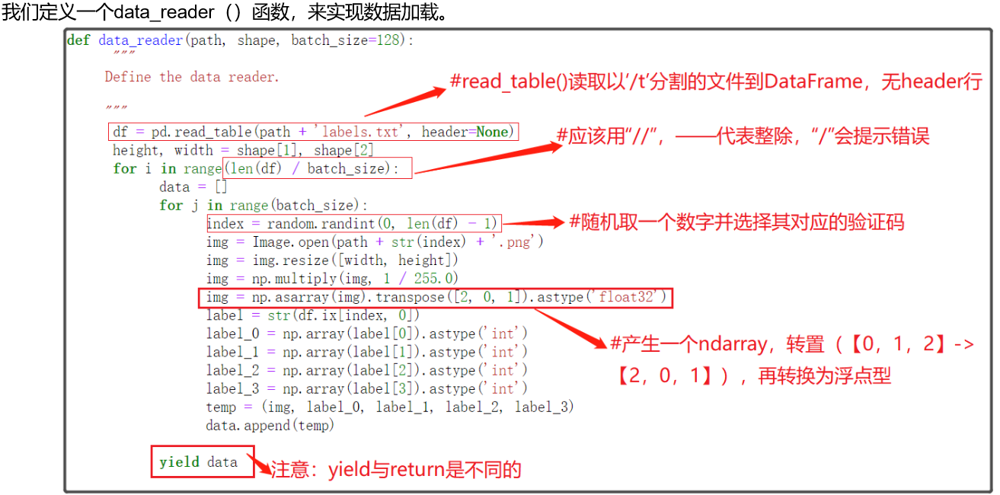 我们定义一个data_reader（）函数，来实现数据加载。
def data_reader(path, shape, batch_size=128):
"""
Define the data reader.
#read_table()读取以‘/t’分割的文件到DataFrame，无header行
"""
df = pd.read_table(path + 'labels.txt', header=None)
#应该用“//”，——代表整除，“/”会提示错误
height, width = shape[1], shape[2]
for i in range(len(df) / batch_size):
data = []
for j in range(batch_size):
index = random.randint(0, len(df) - 1)
#随机取一个数字并选择其对应的验证码
img = Image.open(path + str(index) + '.png')
img = img.resize([width, height])
img = np.multiply(img, 1 / 255.0)
img = np.asarray(img).transpose([2, 0, 1]).astype('float32')
label = str(df.ix[index, 0])
label_0 = np.array(label[0]).astype('int')
label_1 = np.array(label[1]).astype('int')
label_2 = np.array(label[2]).astype('int')
label_3 = np.array(label[3]).astype('int')
#产生一个ndarray，转置（【0，1，2】->
【2，0，1】），再转换为浮点型
temp = (img, label_0, label_1, label_2, label_3)
data.append(temp)
yield data
注意：yield与return是不同的